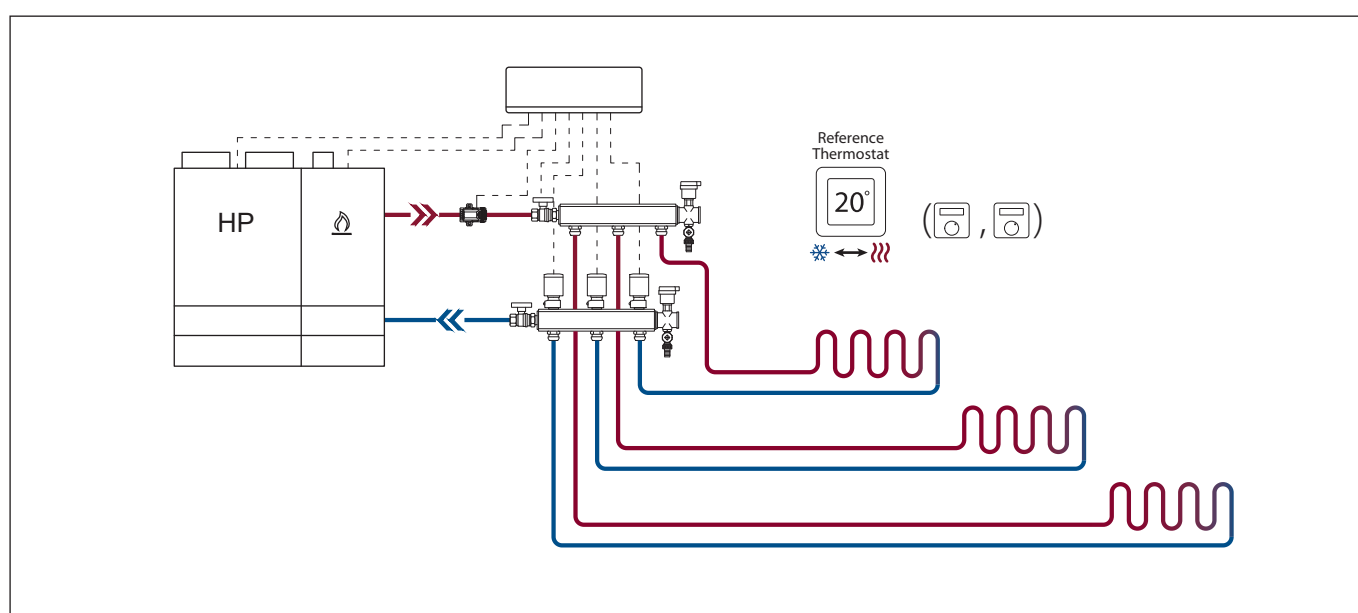 Reference
Thermostat
HP
20°
( , )